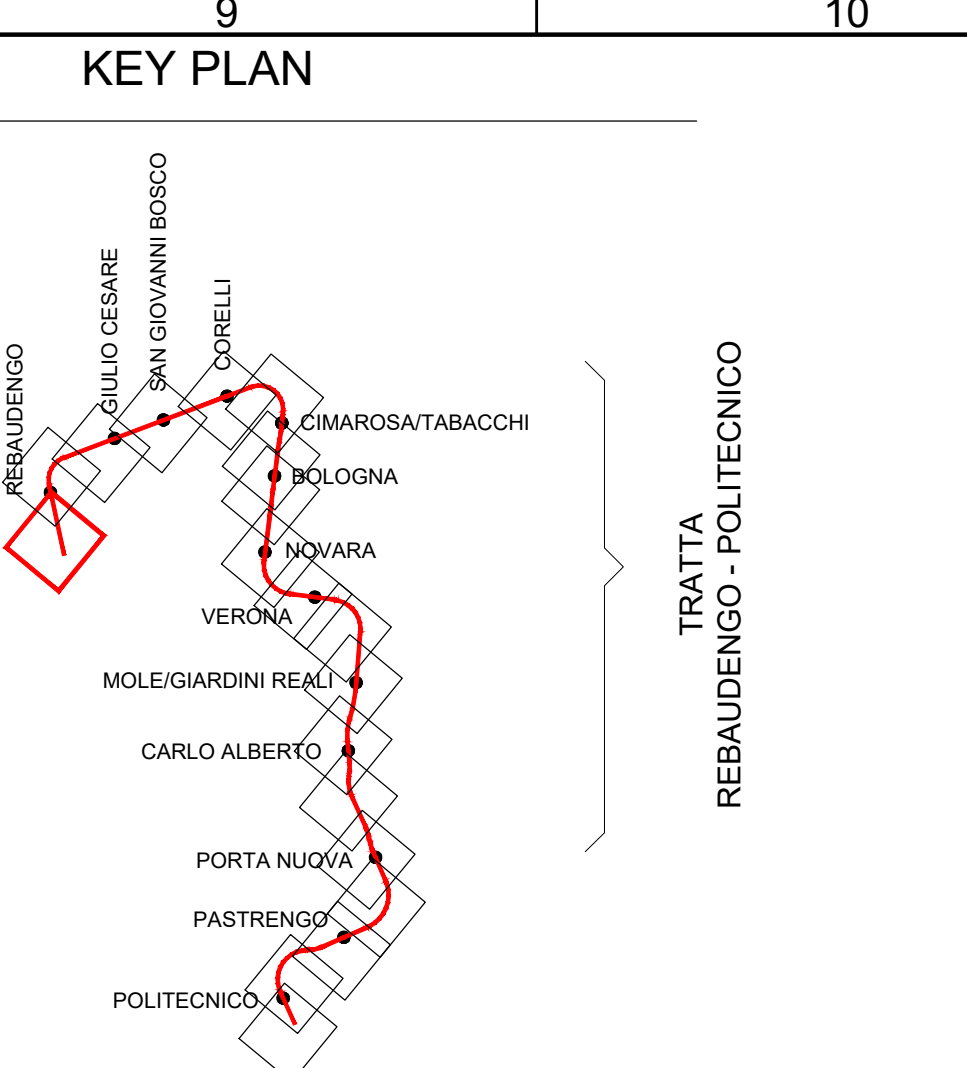 9
10
KEY PLAN
REBAUDENGO
GIULIO CESARE
SAN GIOVANNI BOSCO
CORELLI
CIMAROSA/TABACCHI
BOLOGNA
NOVARA
VERONA
MOLE/GIARDINI REALI
CARLO ALBERTO
PORTA NUOVA
PASTRENGO
POLITECNICO
TRATTA
REBAUDENGO - POLITECNICO